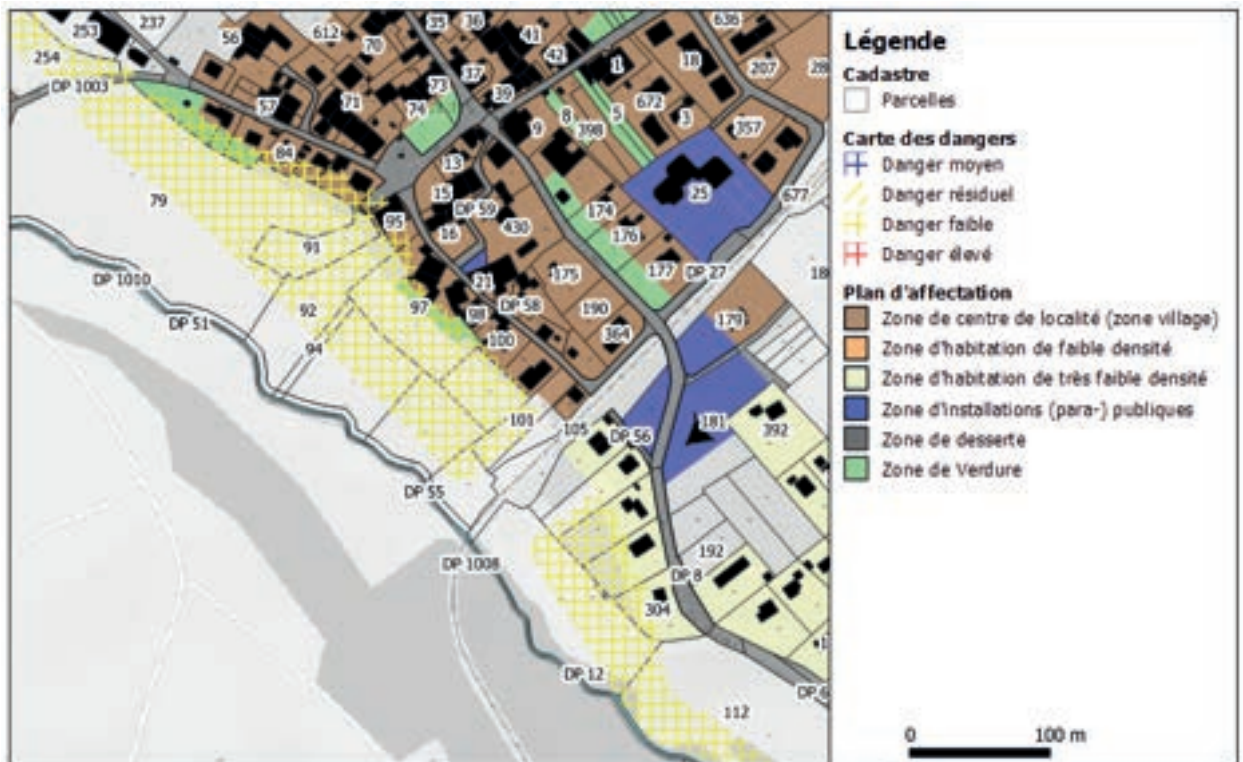 253
237
56
612
70
35
36
41
42
1
636
18
207
28
254
DP 1003
57
71
74
73
37
39
9
8
398
5
672
3
357
84
13
15
DP 59
25
677
79
95
16
430
174
176
91
21
175
177
DP 27
18
DP 1010
DP 51
92
97
98
DP 58
190
364
179
94
100
101
105
DP 56
181
392
DP 55
DP 1008
192
DP 8
304
DP 12
112
DP 6
Légende
Cadastre
Parcelles
Carte des dangers
Danger moyen
Danger résiduel
Danger faible
Danger élevé
Plan d'affectation
Zone de centre de localité (zone village)
Zone d'habitation de faible densité
Zone d'habitation de très faible densité
Zone d'installations (para-) publiques
Zone de desserte
Zone de Verdure
0 100 m